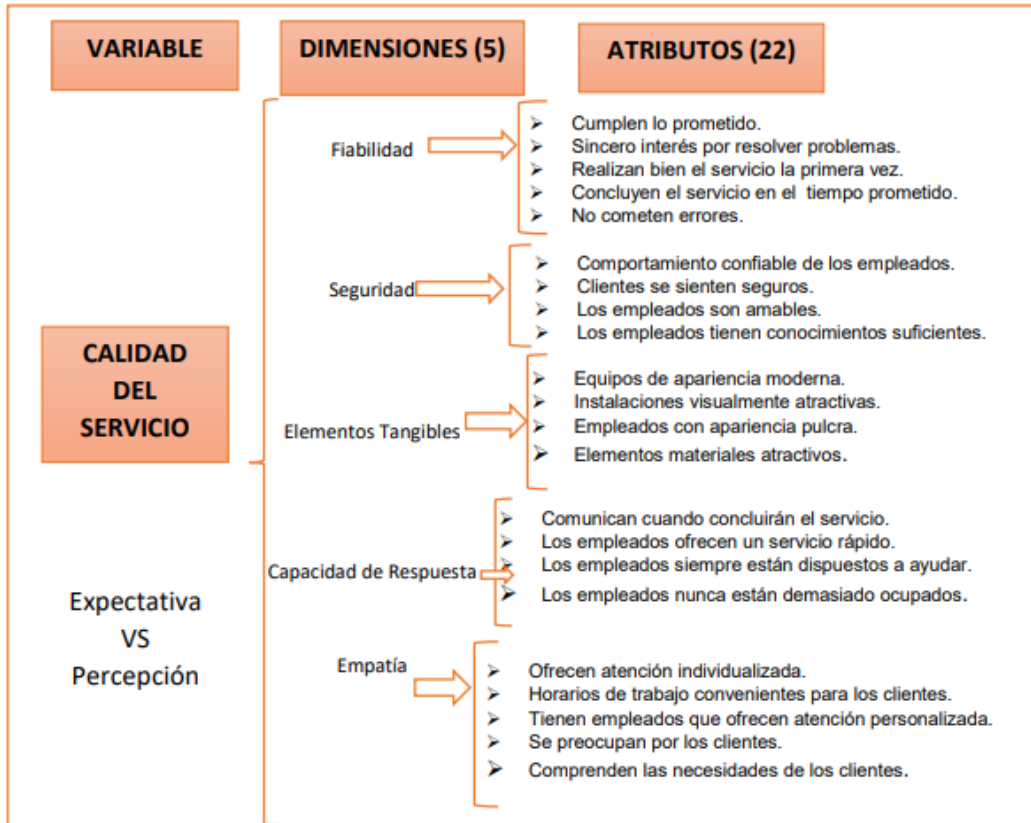 VARIABLE
DIMENSIONES (5)
ATRIBUTOS (22)
CALIDAD
DEL
SERVICIO
Expectativa
VS
Percepción
Fiabilidad
➢ Cumplen lo prometido.
➢ Sincero interés por resolver problemas.
➢ Realizan bien el servicio la primera vez.
➢ Concluyen el servicio en el tiempo prometido.
➢ No cometen errores.
Seguridad
➢ Comportamiento confiable de los empleados.
➢ Clientes se sienten seguros.
➢ Los empleados son amables.
➢ Los empleados tienen conocimientos suficientes.
Elementos Tangibles
➢ Equipos de apariencia moderna.
➢ Instalaciones visualmente atractivas.
➢ Empleados con apariencia pulcra.
➢ Elementos materiales atractivos.
Capacidad de Respuesta
➢ Comunican cuando concluirán el servicio.
➢ Los empleados ofrecen un servicio rápido.
➢ Los empleados siempre están dispuestos a ayudar.
➢ Los empleados nunca están demasiado ocupados.
Empatía
➢ Ofrecen atención individualizada.
➢ Horarios de trabajo convenientes para los clientes.
➢ Tienen empleados que ofrecen atención personalizada.
➢ Se preocupan por los clientes.
➢ Comprenden las necesidades de los clientes.